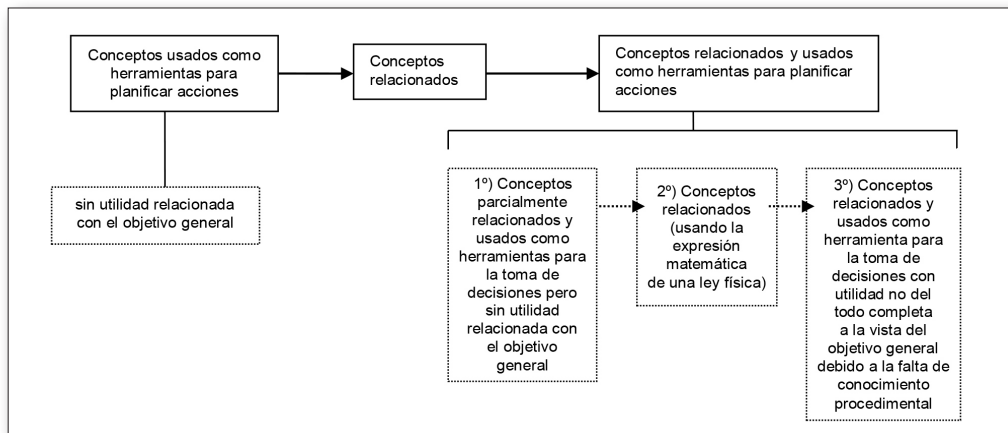 Conceptos usados como
herramientas para
planificar acciones
Conceptos
relacionados
Conceptos relacionados y usados
como herramientas para planificar
acciones
sin utilidad relacionada
con el objetivo general
1º) Conceptos
parcialmente
relacionados y
usados como
herramientas para
la toma de
decisiones pero
sin utilidad
relacionada con
el objetivo
general
2º) Conceptos
relacionados
(usando la
expresión
matemática
de una ley física)
3º) Conceptos
relacionados y
usados como
herramienta para
la toma de
decisiones con
utilidad no del
todo completa
a la vista del
objetivo general
debido a la falta de
conocimiento
procedimental